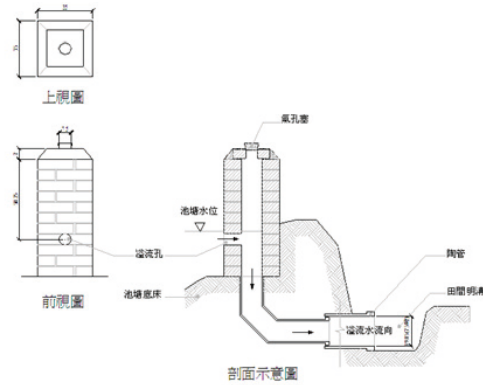 上視圖
氣孔塞
池塘水位
溢流孔
陶管
前視圖
池塘底床
田間明溝
溢流水流向
剖面示意圖